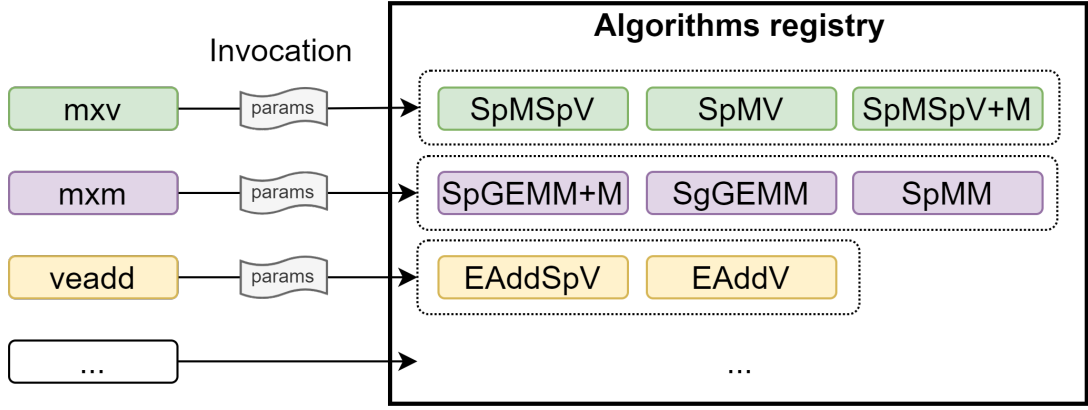 Algorithms registry
Invocation
mxv params SpMSpV SpMV SpMSpV+M
mxm params SpGEMM+M SgGEMM SpMM
veadd params EAddSpV EAddV
... ...